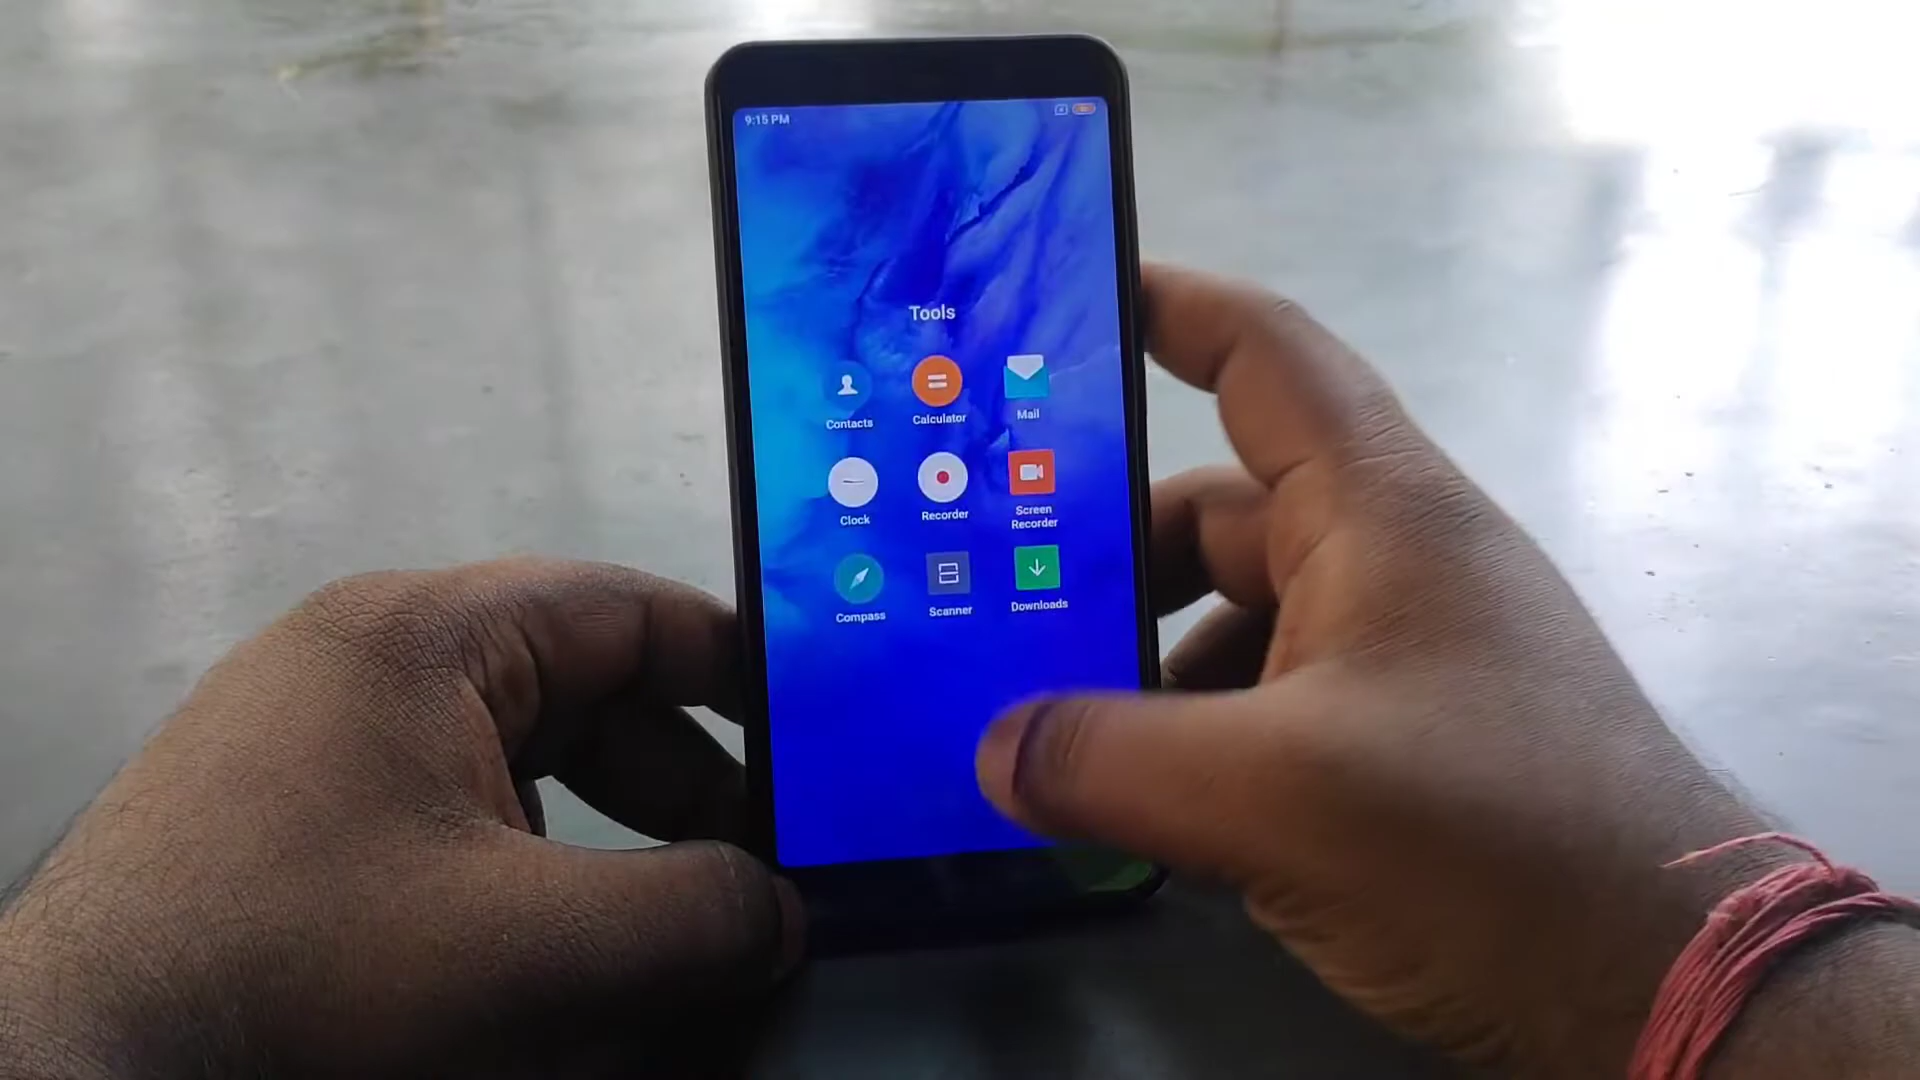 9:15 PM
Tools
Contacts
Calculator
Mail
Clock
Recorder
Screen
Recorder
Compass
Scanner
Downloads